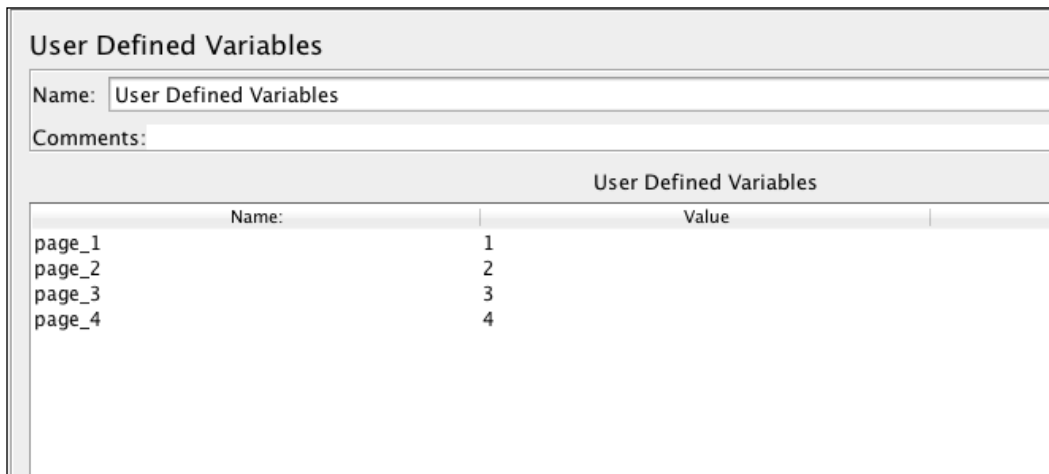 User Defined Variables
Name: User Defined Variables
Comments:
User Defined Variables
Name: Value
page_1 1
page_2 2
page_3 3
page_4 4